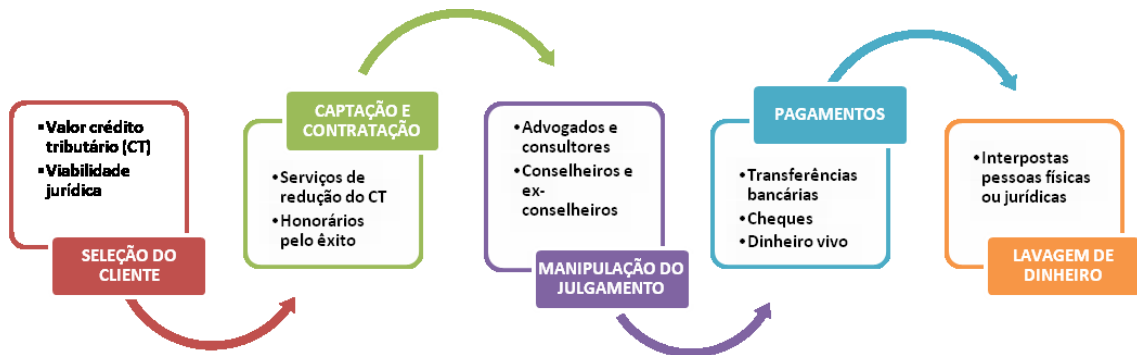 ▪Valor crédito
tributário (CT)
▪Viabilidade
jurídica
SELEÇÃO DO
CLIENTE
CAPTAÇÃO E
CONTRATAÇÃO
•Serviços de
redução do CT
•Honorários
pelo êxito
•Advogados e
consultores
•Conselheiros e
ex-
conselheiros
MANIPULAÇÃO DO
JULGAMENTO
PAGAMENTOS
•Transferências
bancárias
•Cheques
•Dinheiro vivo
•Interpostas
pessoas físicas
ou jurídicas
LAVAGEM DE
DINHEIRO